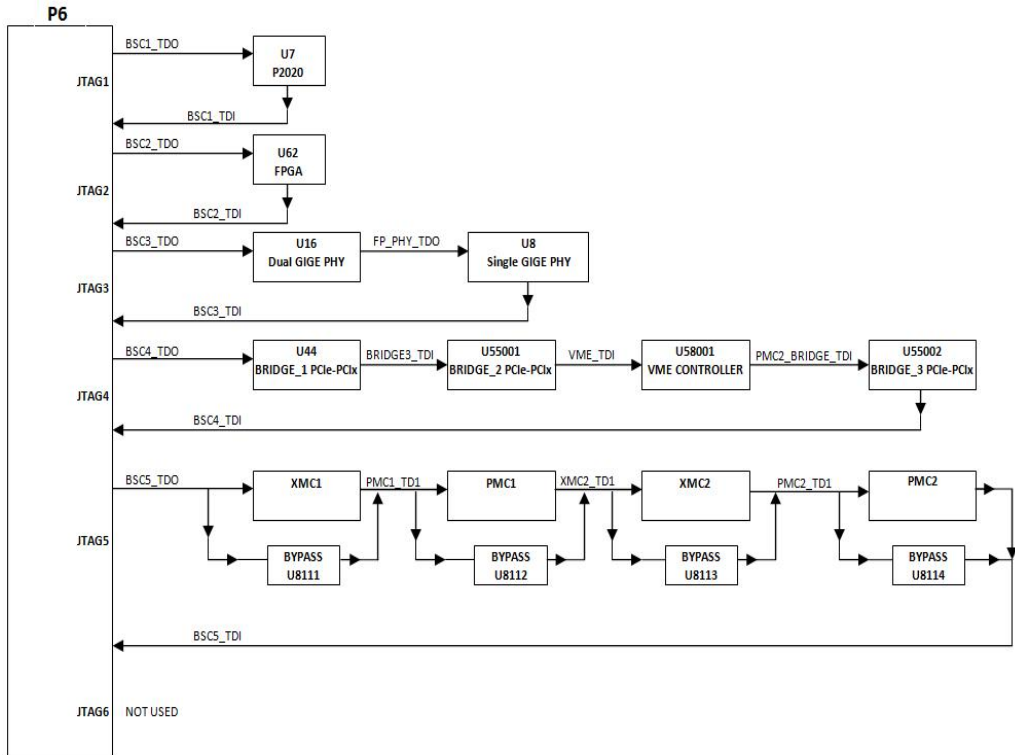 P6
BSC1_TDO
U7
P2020
JTAG1
BSC1_TDI
BSC2_TDO
U62
FPGA
JTAG2
BSC2_TDI
BSC3_TDO
U16
Dual GIGE PHY
FP_PHY_TDO
U8
Single GIGE PHY
JTAG3
BSC3_TDI
BSC4_TDO
U44
BRIDGE_1 PCIe-PCIx
BRIDGE3_TDI
U55001
BRIDGE_2 PCIe-PCIx
VME_TDI
U58001
VME CONTROLLER
PMC2_BRIDGE_TDI
U55002
BRIDGE_3 PCIe-PCIx
JTAG4
BSC4_TDI
BSC5_TDO
XMC1
PMC1_TD1
PMC1
XMC2_TD1
XMC2
PMC2_TD1
PMC2
JTAG5
BYPASS
U8111
BYPASS
U8112
BYPASS
U8113
BYPASS
U8114
BSC5_TDI
JTAG6
NOT USED